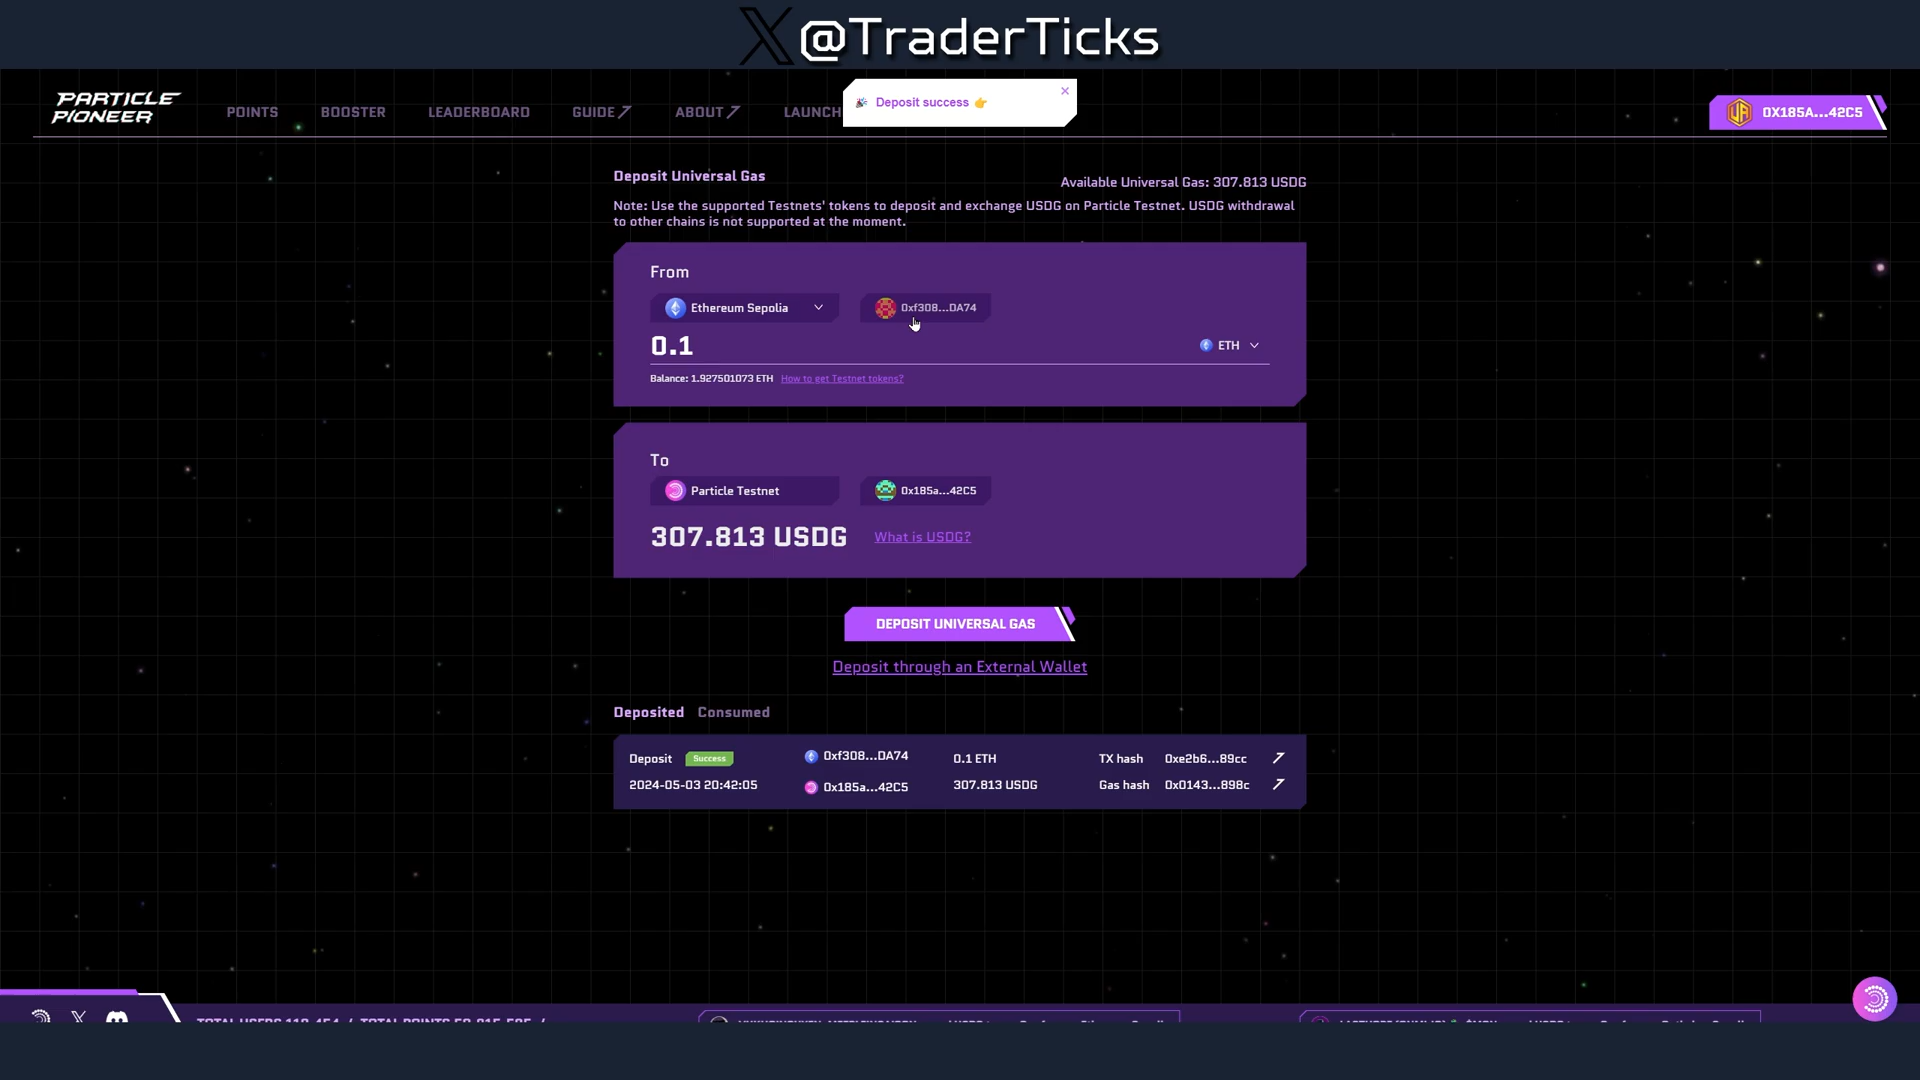 X@TraderTicks
PARTICLE PIONEER
POINTS BOOSTER LEADERBOARD GUIDE ABOUT LAUNCH
Deposit success
0X185A...42C5
Deposit Universal Gas
Available Universal Gas: 307.813 USDG
Note: Use the supported Testnets' tokens to deposit and exchange USDG on Particle Testnet. USDG withdrawal
to other chains is not supported at the moment.
From
Ethereum Sepolia 0xf308...DA74
0.1 ETH
Balance: 1.927501073 ETH How to get Testnet tokens?
To
Particle Testnet 0x185a...42C5
307.813 USDG What is USDG?
DEPOSIT UNIVERSAL GAS
Deposit through an External Wallet
Deposited Consumed
Deposit Success 0xf308...DA74 0.1 ETH TX hash 0xe2b6...89cc
2024-05-03 20:42:05 0x185a...42C5 307.813 USDG Gas hash 0x0143...898c
TOTAL USERS / TOTAL POINTS